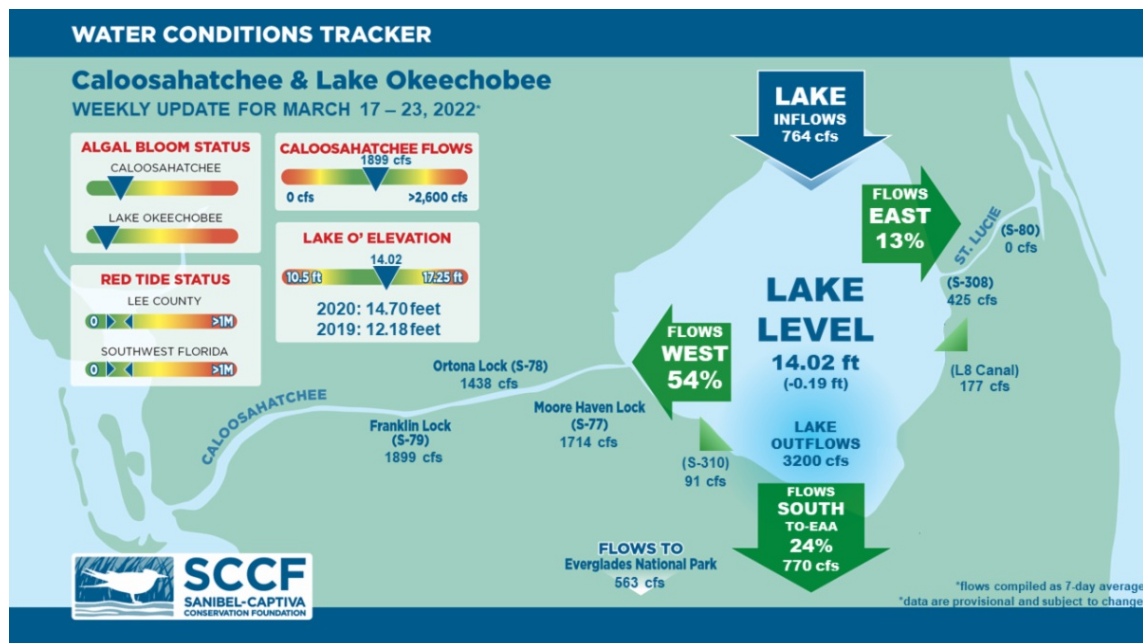 WATER CONDITIONS TRACKER
Caloosahatchee & Lake Okeechobee
WEEKLY UPDATE FOR MARCH 17 – 23, 2022*
ALGAL BLOOM STATUS
CALOOSAHATCHEE
LAKE OKEECHOBEE
RED TIDE STATUS
LEE COUNTY
0 >1M
SOUTHWEST FLORIDA
0 >1M
CALOOSAHATCHEE FLOWS
1899 cfs
0 cfs >2,600 cfs
LAKE O' ELEVATION
14.02
10.5 ft 17.25 ft
2020: 14.70 feet
2019: 12.18 feet
LAKE
INFLOWS
764 cfs
FLOWS
EAST
13%
ST. LUCIE
(S-80)
0 cfs
(S-308)
425 cfs
(L8 Canal)
177 cfs
LAKE
LEVEL
14.02 ft
(-0.19 ft)
LAKE
OUTFLOWS
3200 cfs
FLOWS
WEST
54%
Ortona Lock (S-78)
1438 cfs
CALOOSAHATCHEE
Franklin Lock
(S-79)
1899 cfs
Moore Haven Lock
(S-77)
1714 cfs
(S-310)
91 cfs
FLOWS
SOUTH
TO-EAA
24%
770 cfs
FLOWS TO
Everglades National Park
563 cfs
SCCF
SANIBEL-CAPTIVA
CONSERVATION FOUNDATION
*flows compiled as 7-day average
*data are provisional and subject to change